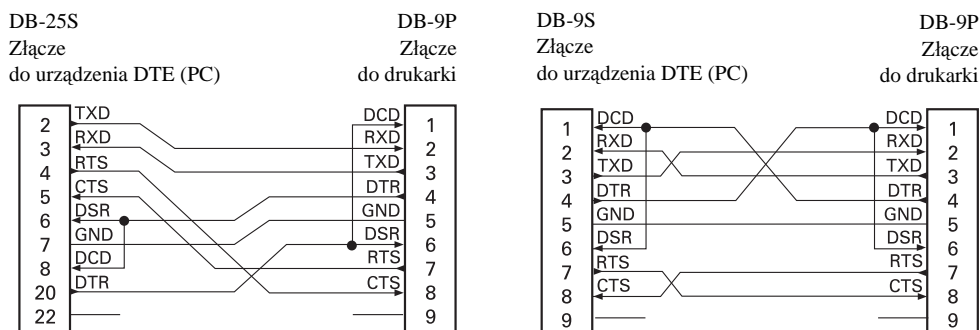 DB-25S DB-9P
Złącze Złącze
do urządzenia DTE (PC) do drukarki
2 TXD DCD 1
3 RXD RXD 2
4 RTS TXD 3
5 CTS DTR 4
6 DSR GND 5
7 GND DSR 6
8 DCD RTS 7
20 DTR CTS 8
22 9
DB-9S DB-9P
Złącze Złącze
do urządzenia DTE (PC) do drukarki
1 DCD DCD 1
2 RXD RXD 2
3 TXD TXD 3
4 DTR DTR 4
5 GND GND 5
6 DSR DSR 6
7 RTS RTS 7
8 CTS CTS 8
9 9